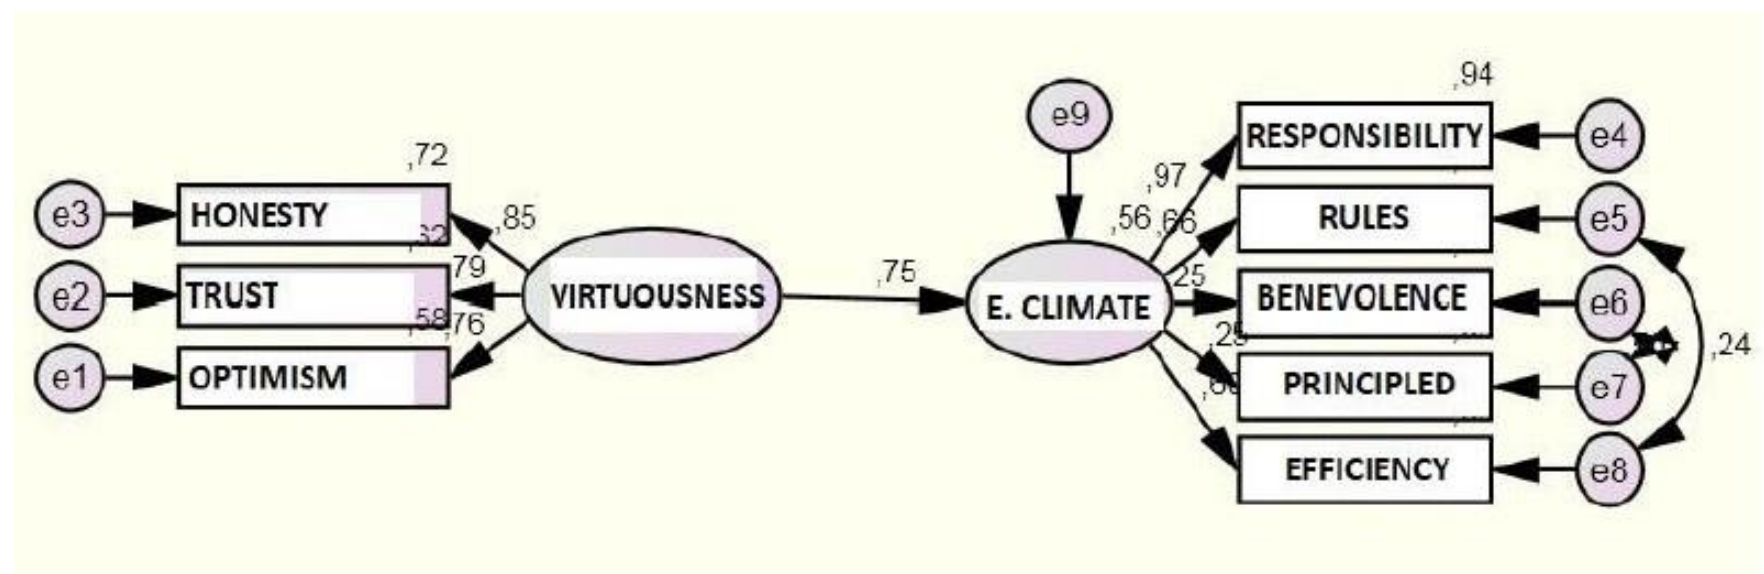 ,94
e9
RESPONSIBILITY
e4
,72
,97
e3
HONESTY
,85
,56
,66
RULES
e5
,62
79
e2
TRUST
VIRTUOUSNESS
,75
E. CLIMATE
25
BENEVOLENCE
e6
,58
,76
,24
e1
OPTIMISM
PRINCIPLED
e7
EFFICIENCY
e8